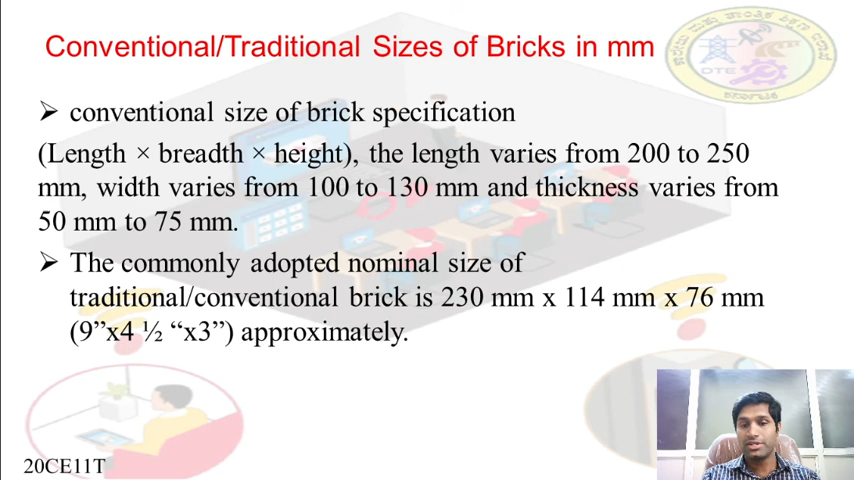 Conventional/Traditional Sizes of Bricks in mm
➢ conventional size of brick specification
(Length × breadth × height), the length varies from 200 to 250
mm, width varies from 100 to 130 mm and thickness varies from
50 mm to 75 mm.
➢ The commonly adopted nominal size of
traditional/conventional brick is 230 mm x 114 mm x 76 mm
(9”x4 ½ “x3”) approximately.
20CE11T
DTE